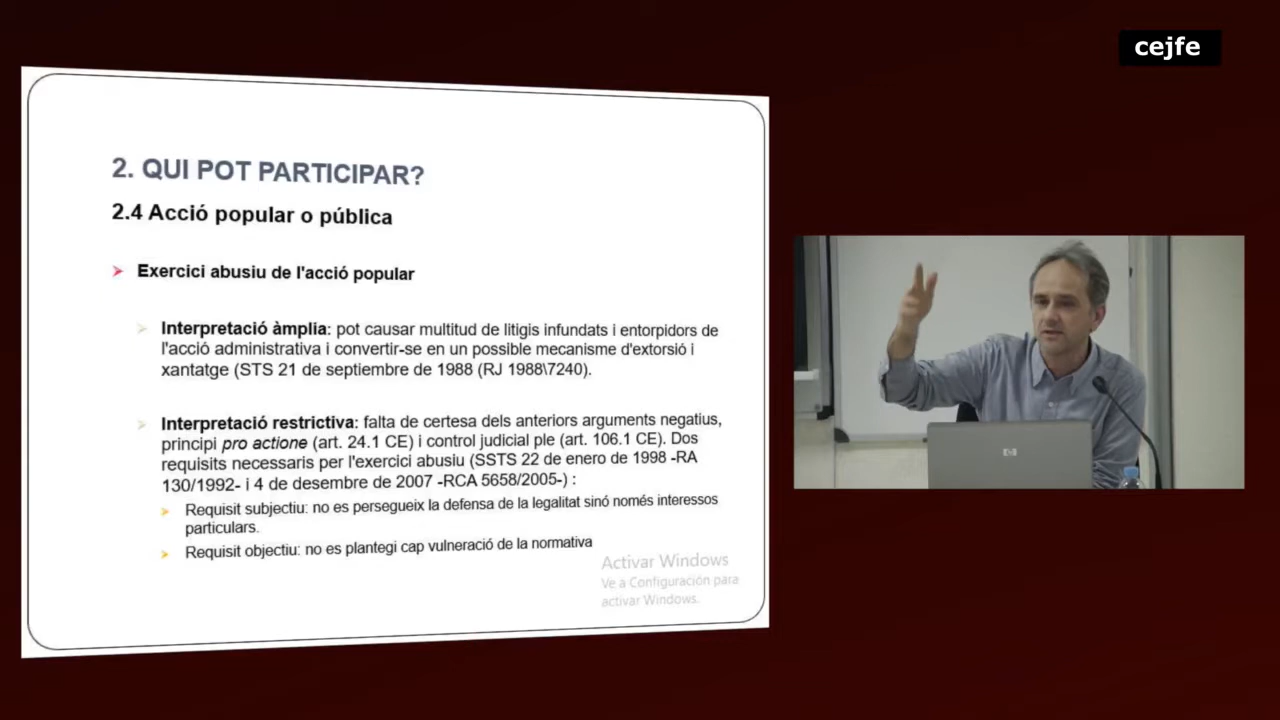 cejfe
2. QUI POT PARTICIPAR?
2.4 Acció popular o pública
Exercici abusiu de l'acció popular
Interpretació àmplia: pot causar multitud de litigis infundats i entorpidors de
l'acció administrativa i convertir-se en un possible mecanisme d'extorsió i
xantatge (STS 21 de septiembre de 1988 (RJ 1988\7240).
Interpretació restrictiva: falta de certesa dels anteriors arguments negatius,
principi pro actione (art. 24.1 CE) i control judicial ple (art. 106.1 CE). Dos
requisits necessaris per l'exercici abusiu (SSTS 22 de enero de 1998 -RA
130/1992- i 4 de desembre de 2007 -RCA 5658/2005-) :
Requisit subjectiu: no es persegueix la defensa de la legalitat sinó només interessos
particulars.
Requisit objectiu: no es plantegi cap vulneració de la normativa
Activar Windows
Ve a Configuración para
activar Windows.
hp